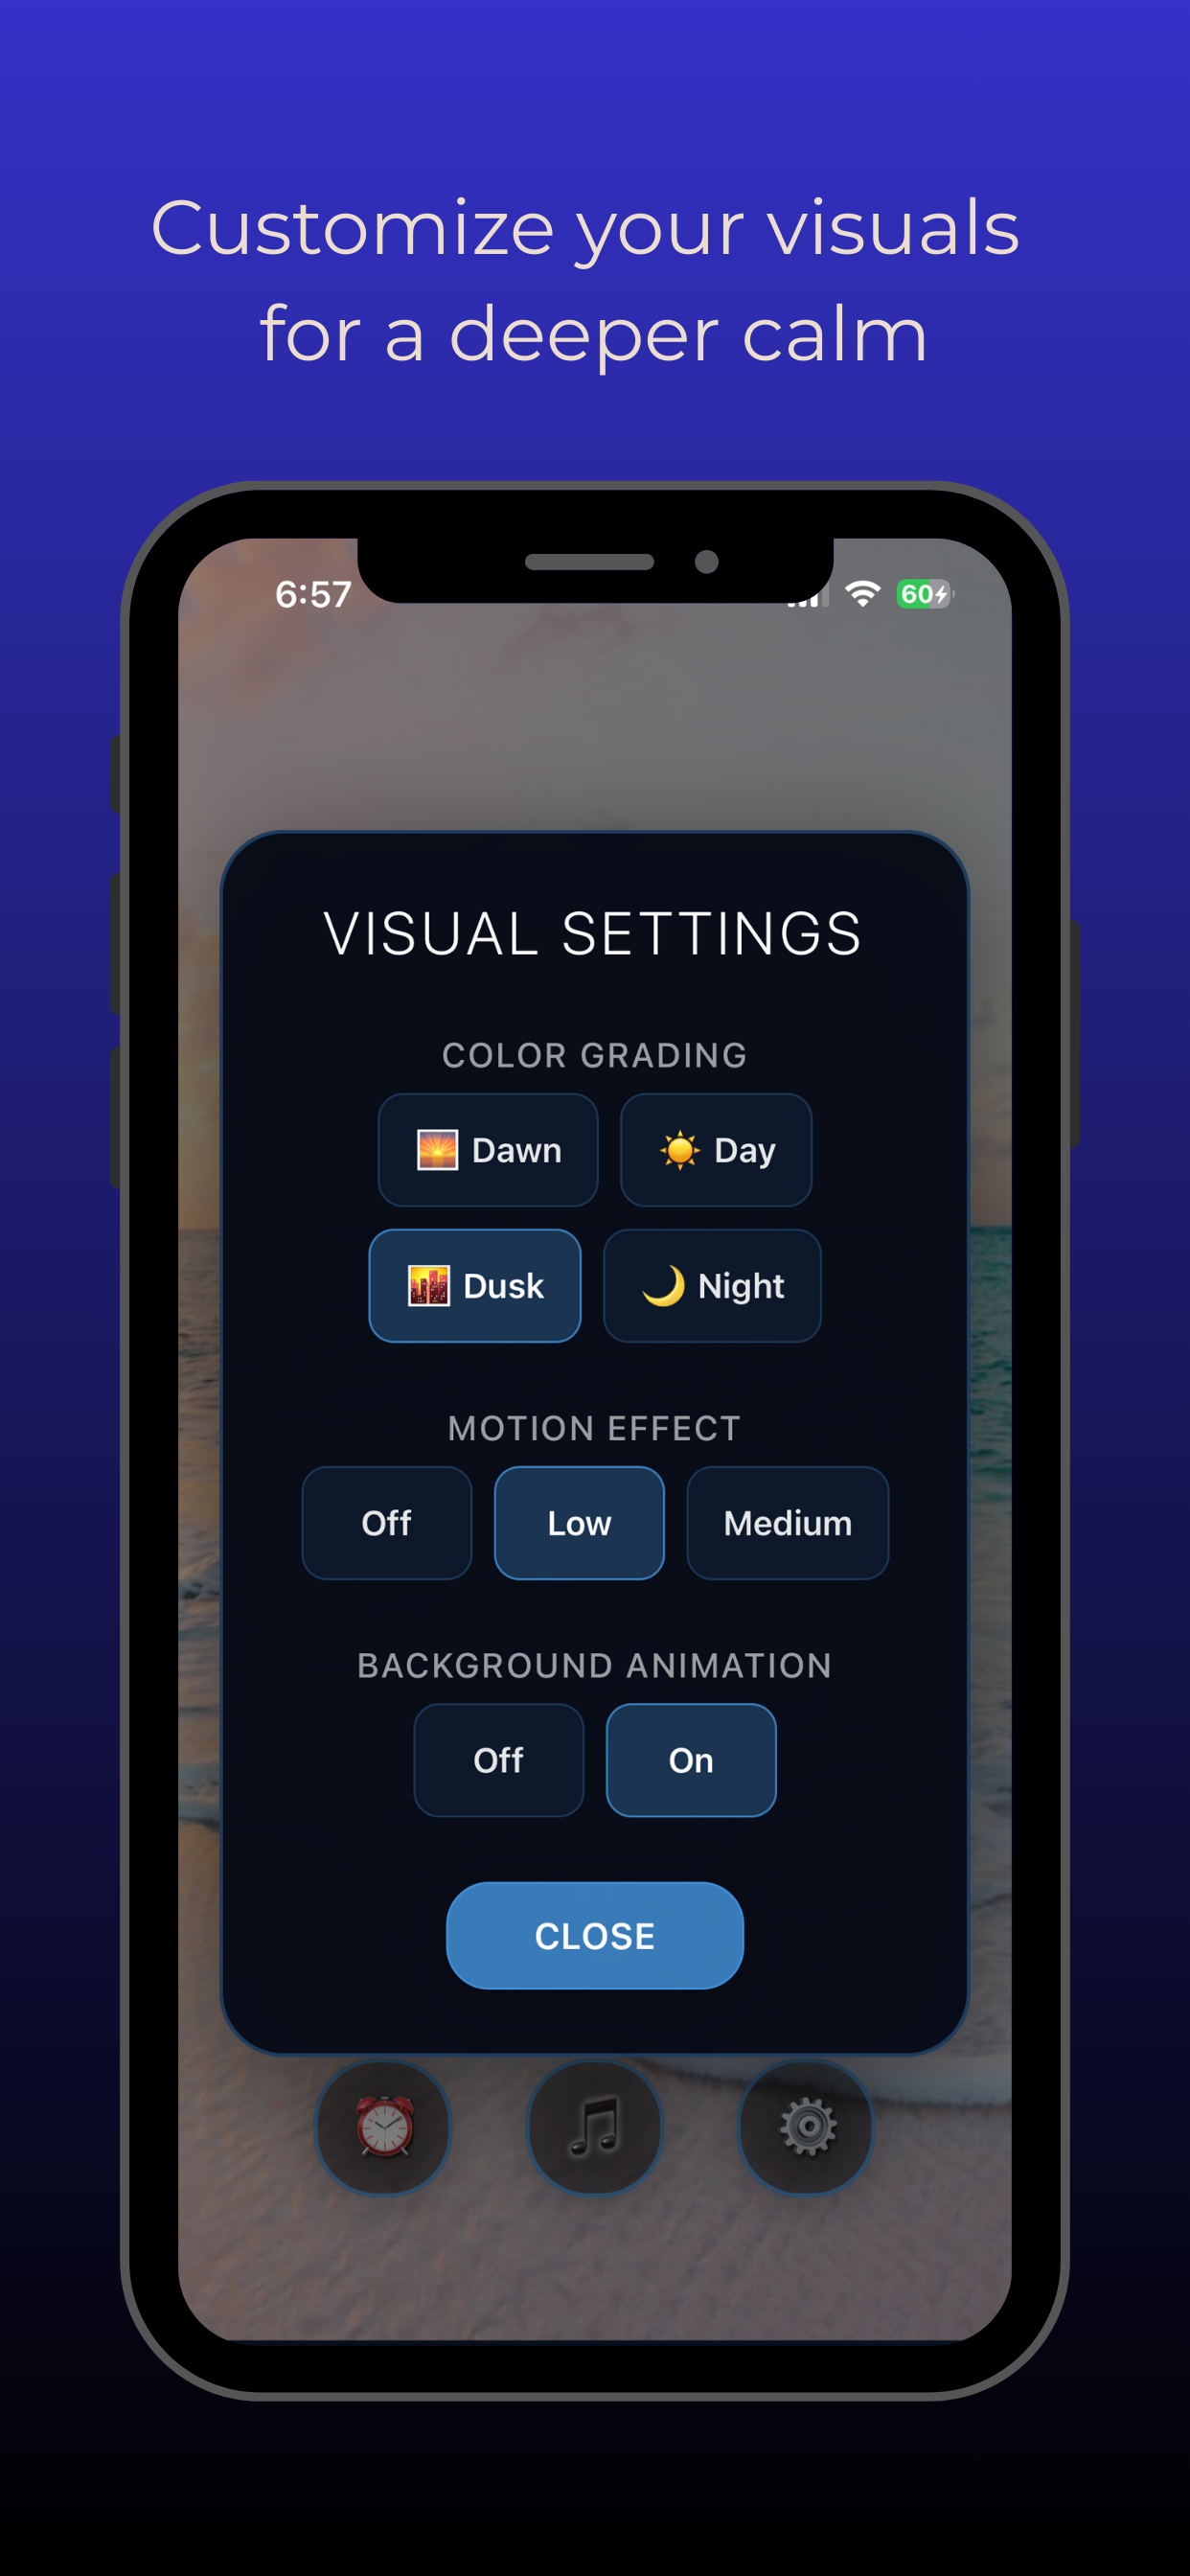 Customize your visuals
for a deeper calm
6:57
60
VISUAL SETTINGS
COLOR GRADING
Dawn
Day
Dusk
Night
MOTION EFFECT
Off
Low
Medium
BACKGROUND ANIMATION
Off
On
CLOSE